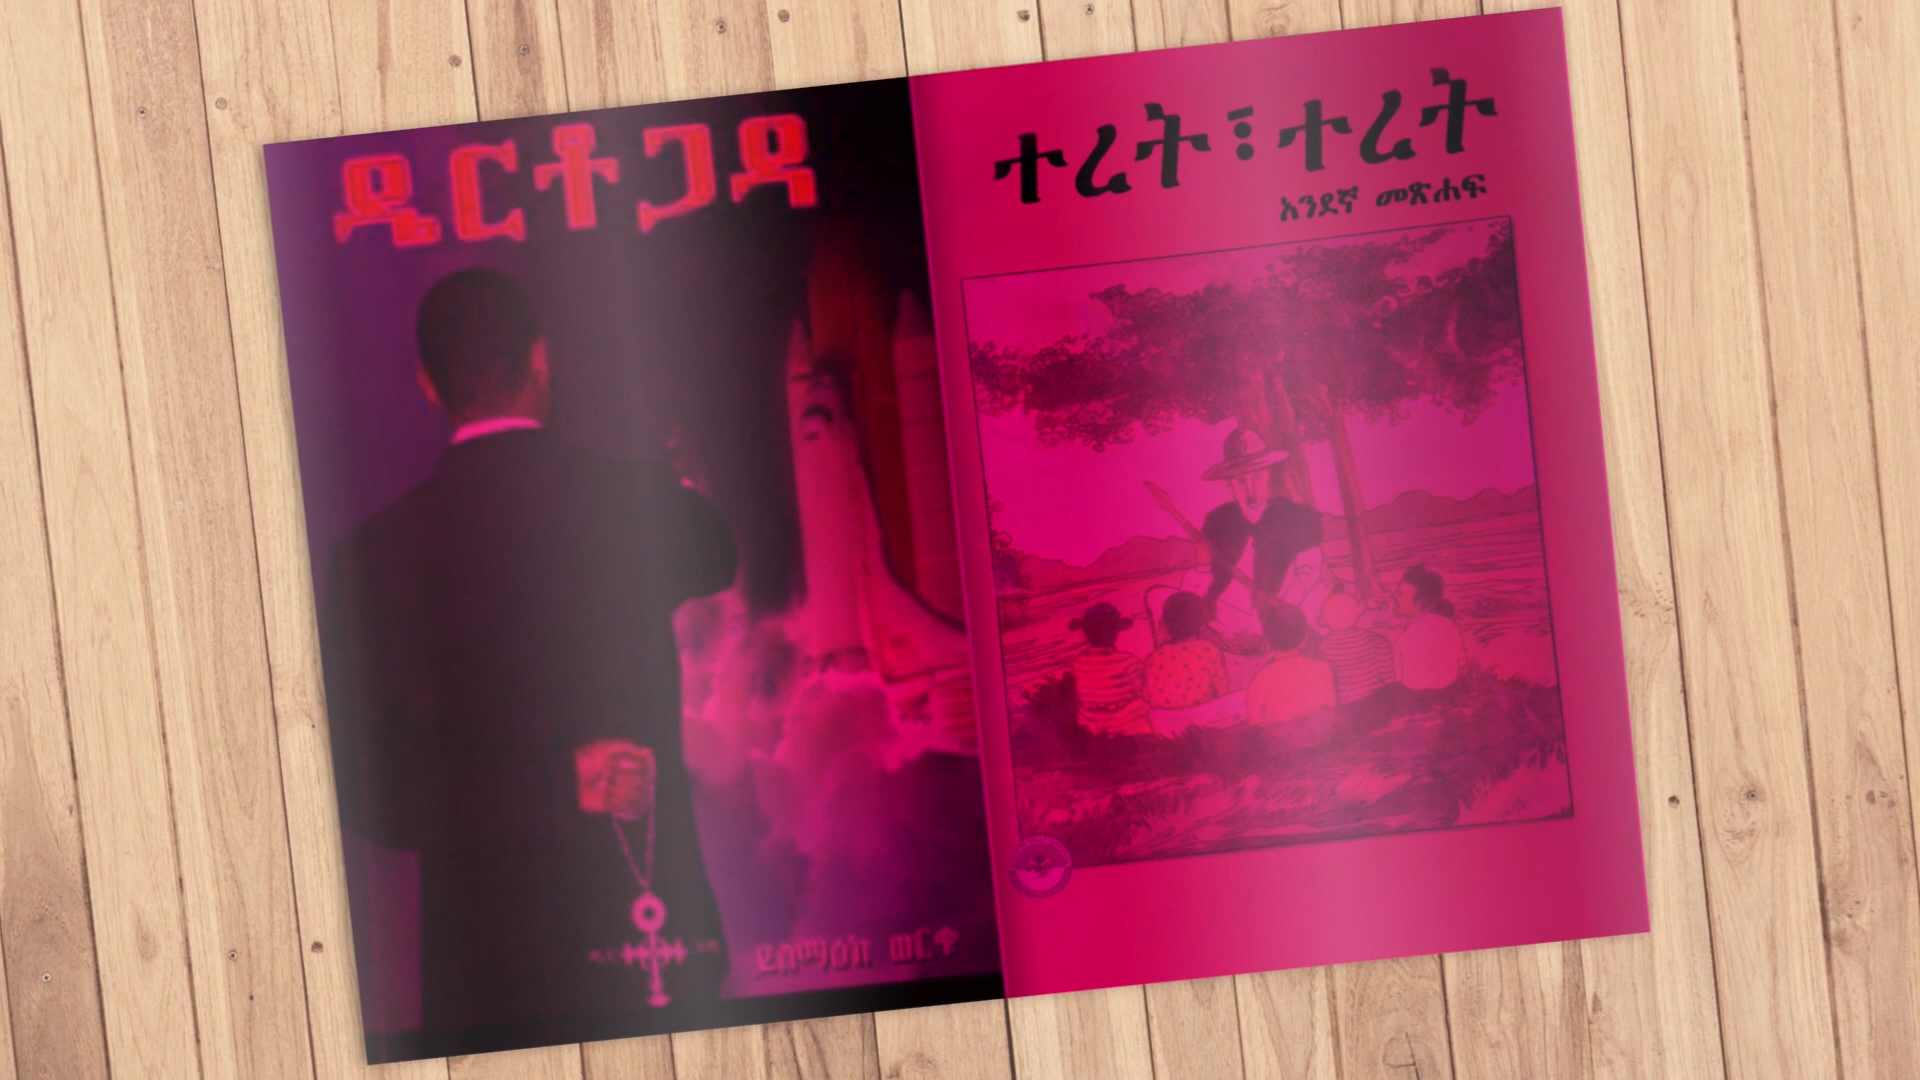 ዴርቶጋዳ
ይስማዕከ ወርቁ
ተረት፣ተረት
አንደኛ መጽሐፍ